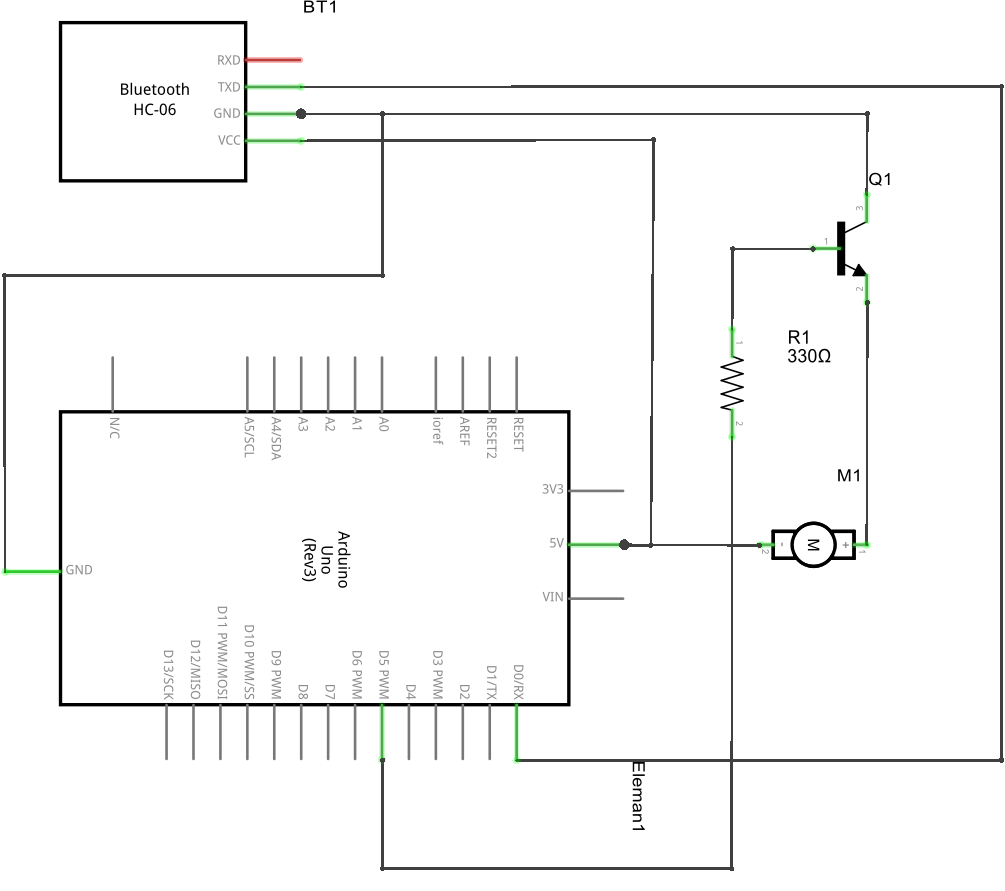 BT1
RXD
TXD
Bluetooth
HC-06
GND
VCC
Q1
3
1
2
R1
330Ω
1
2
M1
N/C
A5/SCL
A4/SDA
A3
A2
A1
A0
ioref
AREF
RESET2
RESET
3V3
5V
VIN
GND
Arduino
Uno
(Rev3)
2
-
M
+
1
D13/SCK
D12/MISO
D11 PWM/MOSI
D10 PWM/SS
D9 PWM
D8
D7
D6 PWM
D5 PWM
D4
D3 PWM
D2
D1/TX
D0/RX
Eleman1